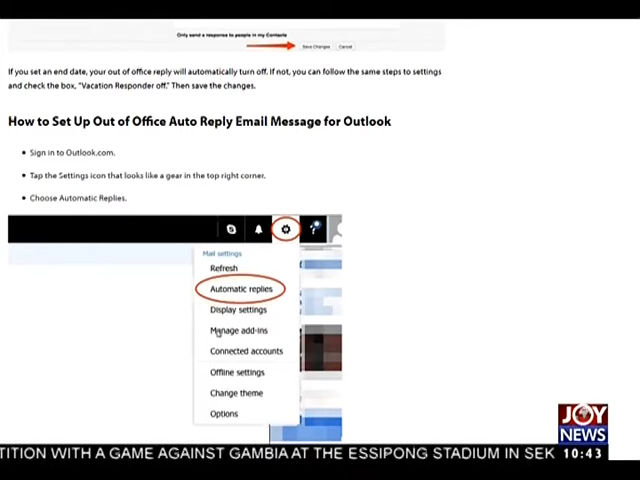 Only send a response to people in my Contacts
Save Changes Cancel
If you set an end date, your out of office reply will automatically turn off. If not, you can follow the same steps to settings
and check the box, "Vacation Responder off." Then save the changes.
How to Set Up Out of Office Auto Reply Email Message for Outlook
• Sign in to Outlook.com.
• Tap the Settings icon that looks like a gear in the top right corner.
• Choose Automatic Replies.
?
Mail settings
Refresh
Automatic replies
Display settings
Manage add-ins
Connected accounts
Offline settings
Change theme
Options
JOY
NEWS
TITION WITH A GAME AGAINST GAMBIA AT THE ESSIPONG STADIUM IN SEK 10:43